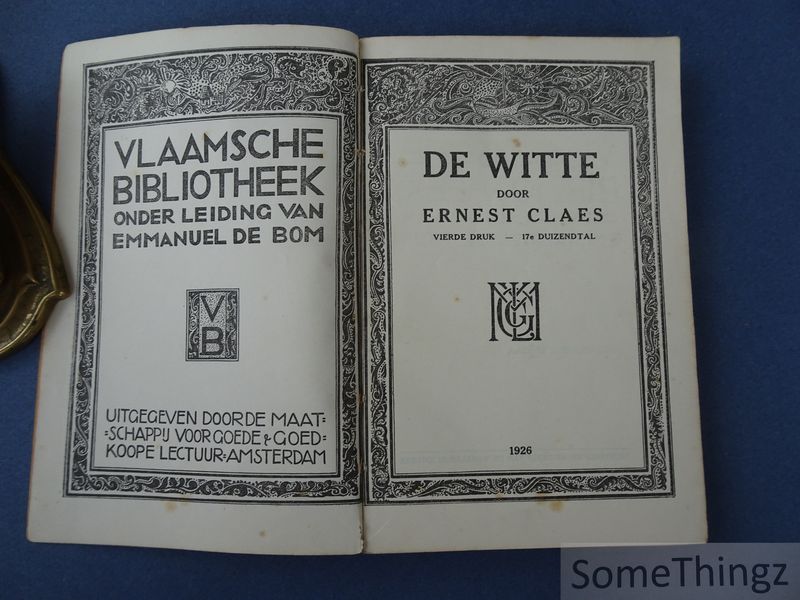 VLAAMSCHE
BIBLIOTHEEK
ONDER LEIDING VAN
EMMANUEL DE BOM
V
B
UITGEGEVEN DOOR DE MAAT=
=SCHAPPIJ VOOR GOEDE & GOED=
KOOPE LECTUUR·AMSTERDAM
DE WITTE
DOOR
ERNEST CLAES
VIERDE DRUK — 17e DUIZENDTAL
1926
SomeThingz